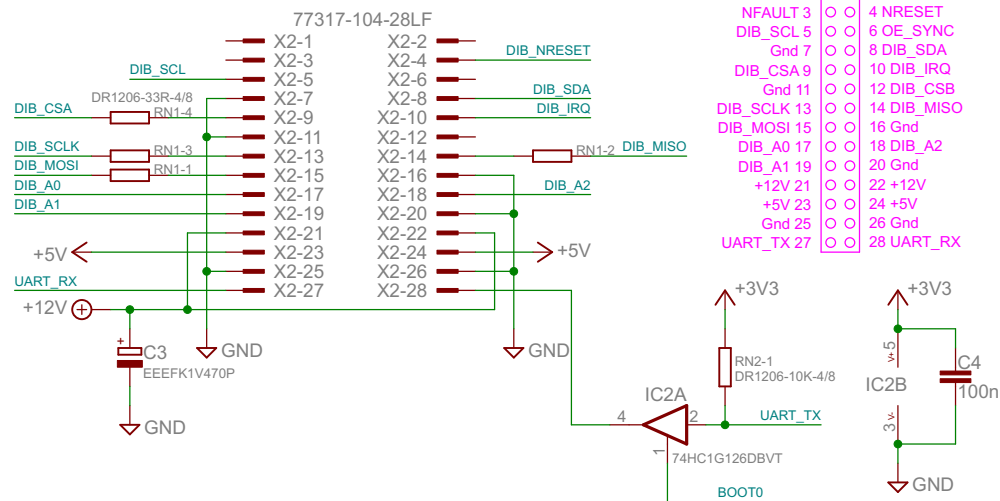 77317-104-28LF
X2-1
X2-2
X2-3
X2-4
DIB_NRESET
DIB_SCL
X2-5
X2-6
X2-7
X2-8
DIB_SDA
DR1206-33R-4/8
DIB_CSA
RN1-4
X2-9
X2-10
DIB_IRQ
X2-11
X2-12
DIB_SCLK
RN1-3
X2-13
X2-14
RN1-2
DIB_MISO
DIB_MOSI
RN1-1
X2-15
X2-16
DIB_A0
X2-17
X2-18
DIB_A2
DIB_A1
X2-19
X2-20
X2-21
X2-22
+5V
X2-23
X2-24
+5V
X2-25
X2-26
UART_RX
X2-27
X2-28
+12V
+
C3
EEEFK1V470P
GND
GND
GND
NFAULT 3
4 NRESET
DIB_SCL 5
6 OE_SYNC
Gnd 7
8 DIB_SDA
DIB_CSA 9
10 DIB_IRQ
Gnd 11
12 DIB_CSB
DIB_SCLK 13
14 DIB_MISO
DIB_MOSI 15
16 Gnd
DIB_A0 17
18 DIB_A2
DIB_A1 19
20 Gnd
+12V 21
22 +12V
+5V 23
24 +5V
Gnd 25
26 Gnd
UART_TX 27
28 UART_RX
+3V3
RN2-1
DR1206-10K-4/8
IC2A
4
2
1
UART_TX
74HC1G126DBVT
BOOT0
+3V3
V+ 5
IC2B
3 V-
C4
100n
GND